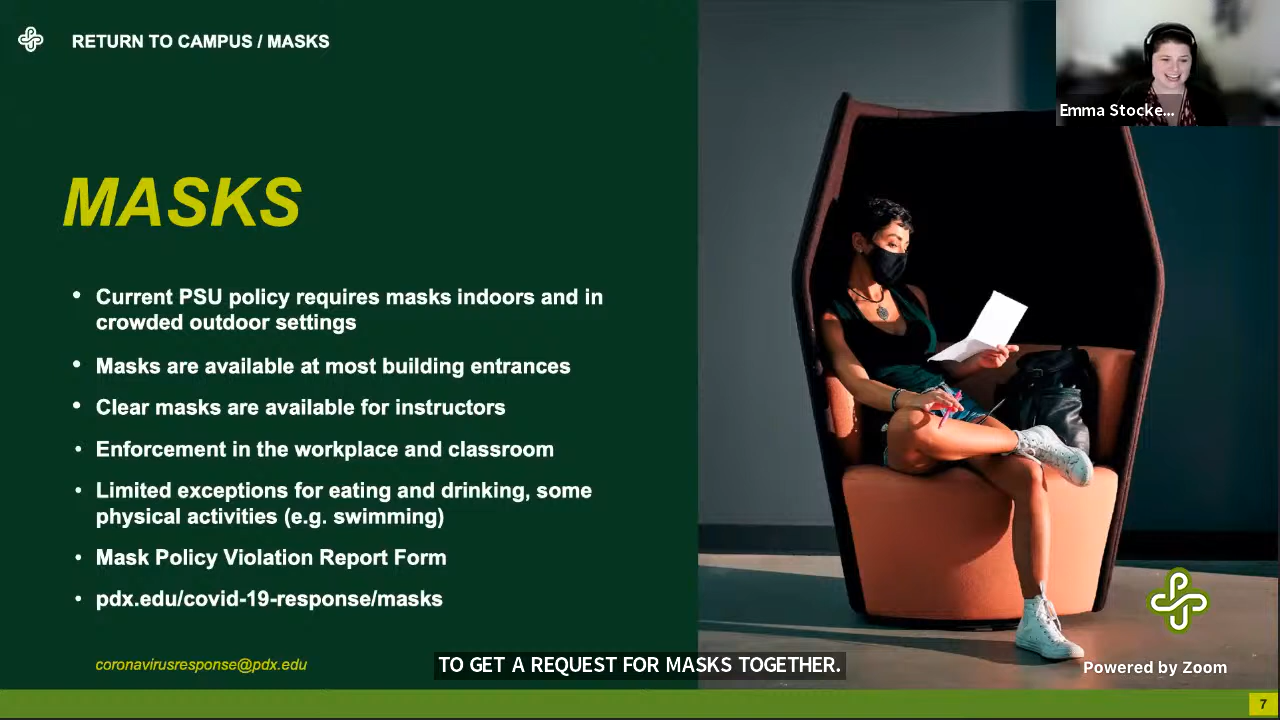 RETURN TO CAMPUS / MASKS
Emma Stocke...
MASKS
• Current PSU policy requires masks indoors and in
crowded outdoor settings
• Masks are available at most building entrances
• Clear masks are available for instructors
• Enforcement in the workplace and classroom
• Limited exceptions for eating and drinking, some
physical activities (e.g. swimming)
• Mask Policy Violation Report Form
• pdx.edu/covid-19-response/masks
coronavirusresponse@pdx.edu
TO GET A REQUEST FOR MASKS TOGETHER.
Powered by Zoom
7